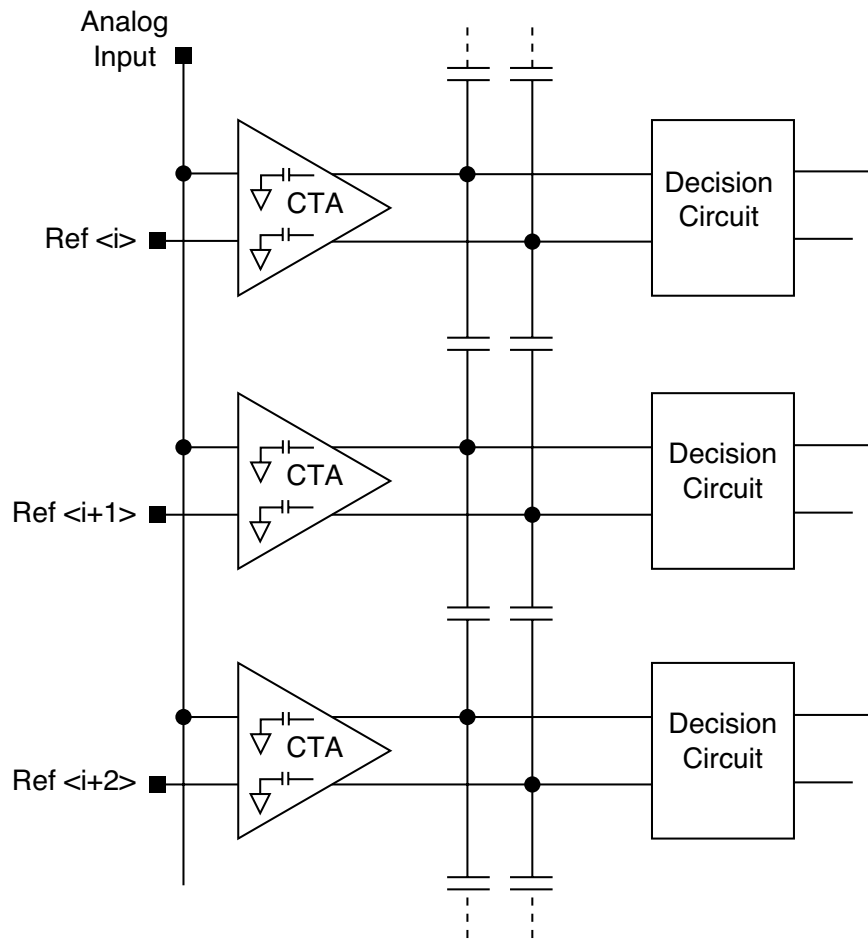 Analog
Input
CTA
Decision
Circuit
Ref <i>
CTA
Decision
Circuit
Ref <i+1>
CTA
Decision
Circuit
Ref <i+2>